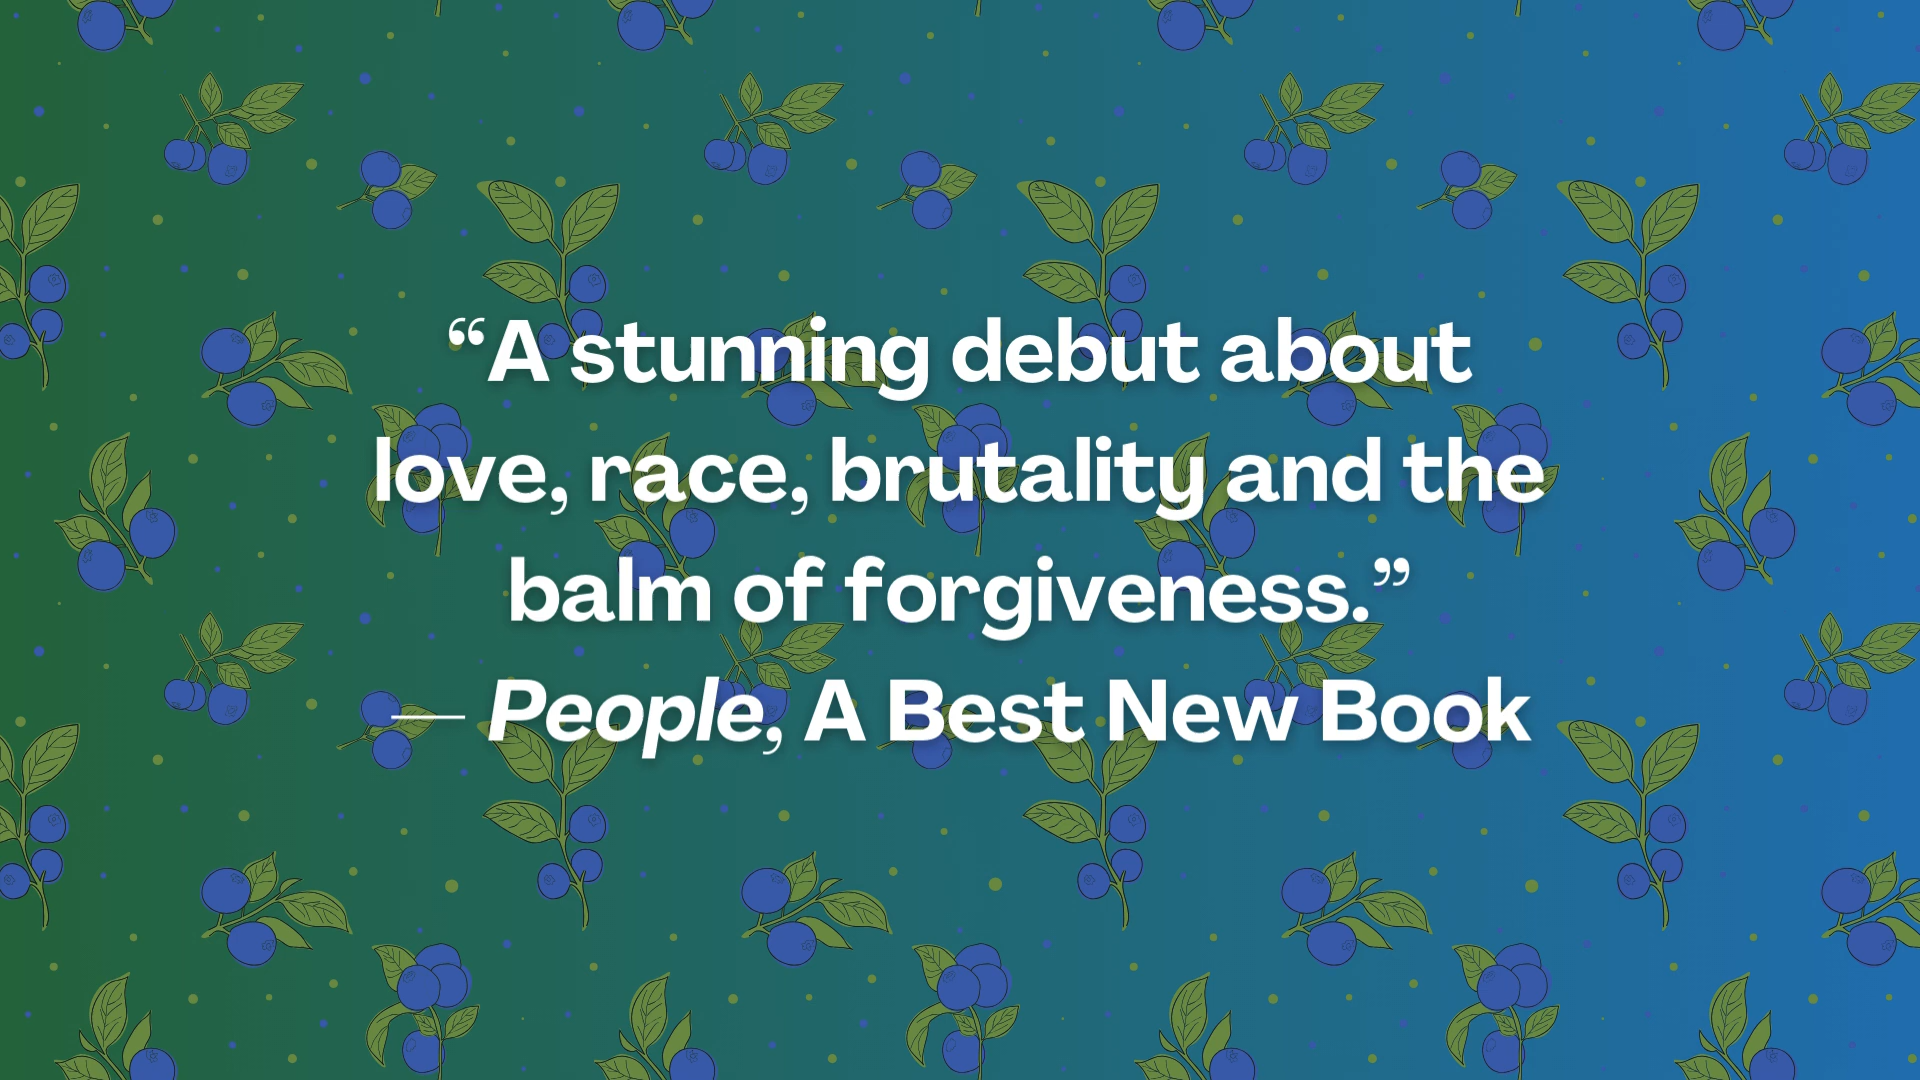 “A stunning debut about
love, race, brutality and the
balm of forgiveness.”
— People, A Best New Book